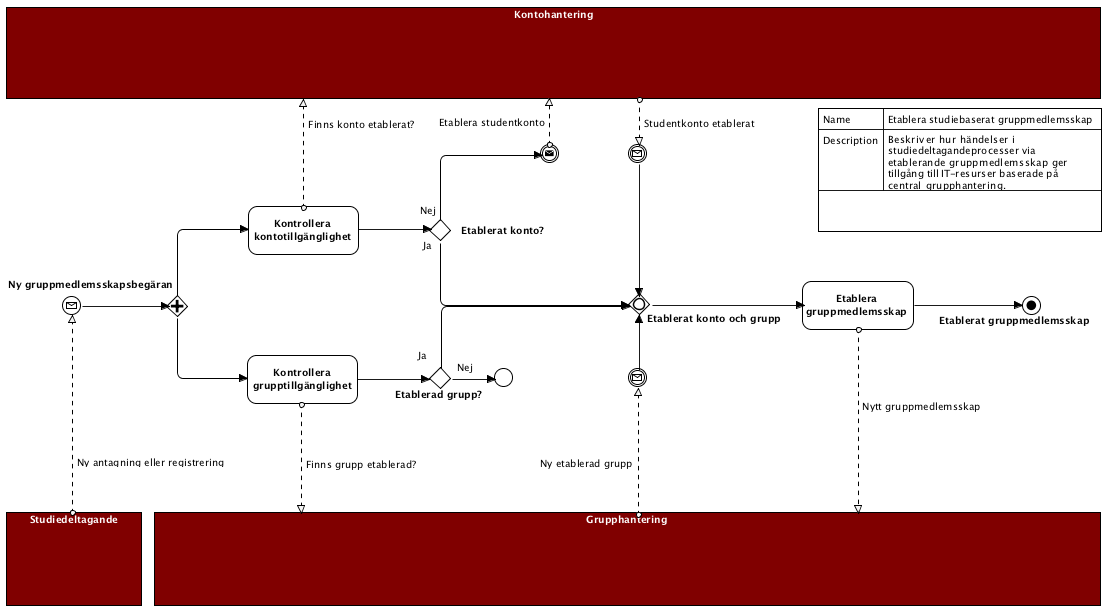 Kontohantering
Finns konto etablerat?
Etablera studentkonto
Studentkonto etablerat
Name
Etablera studiebaserat gruppmedlemsskap
Description
Beskriver hur händelser i
studiedeltagandeprocesser via
etablerande gruppmedlemsskap ger
tillgång till IT-resurser baserade på
central grupphantering.
Nej
Kontrollera
kontotillgänglighet
Etablerat konto?
Ja
Ny gruppmedlemsskapsbegäran
Etablera
gruppmedlemsskap
Etablerat konto och grupp
Etablerat gruppmedlemsskap
Ja
Nej
Kontrollera
grupptillgänglighet
Etablerad grupp?
Nytt gruppmedlemsskap
Ny antagning eller registrering
Finns grupp etablerad?
Ny etablerad grupp
Studiedeltagande
Grupphantering